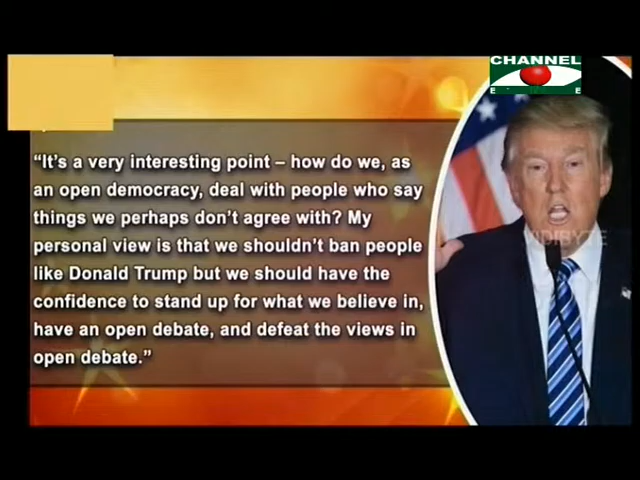 CHANNEL
E E
"It's a very interesting point – how do we, as
an open democracy, deal with people who say
things we perhaps don't agree with? My
personal view is that we shouldn't ban people
like Donald Trump but we should have the
confidence to stand up for what we believe in,
have an open debate, and defeat the views in
open debate."
VIDIBYTE